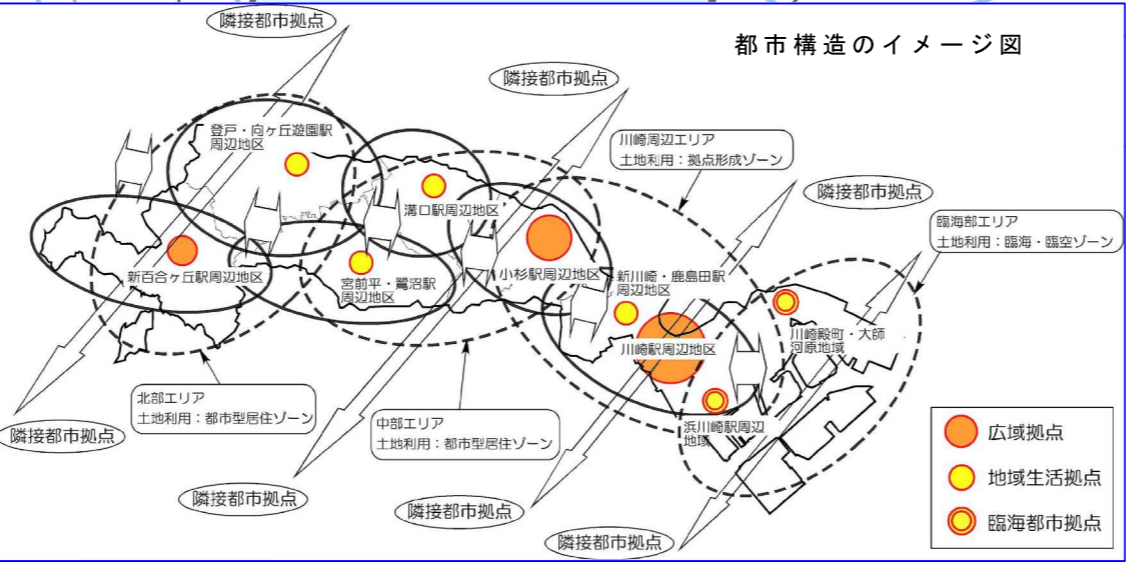 都市構造のイメージ図
隣接都市拠点
隣接都市拠点
隣接都市拠点
登戸・向ヶ丘遊園駅
周辺地区
川崎周辺エリア
土地利用：拠点形成ゾーン
臨海部エリア
土地利用：臨海・臨空ゾーン
溝口駅周辺地区
新百合ヶ丘駅周辺地区
宮前平・鷺沼駅
周辺地区
小杉駅周辺地区
新川崎・鹿島田駅
周辺地区
川崎駅周辺地区
川崎殿町・大師
河原地域
浜川崎駅周辺
地域
北部エリア
土地利用：都市型居住ゾーン
中部エリア
土地利用：都市型居住ゾーン
隣接都市拠点
隣接都市拠点
隣接都市拠点
隣接都市拠点
広域拠点
地域生活拠点
臨海都市拠点